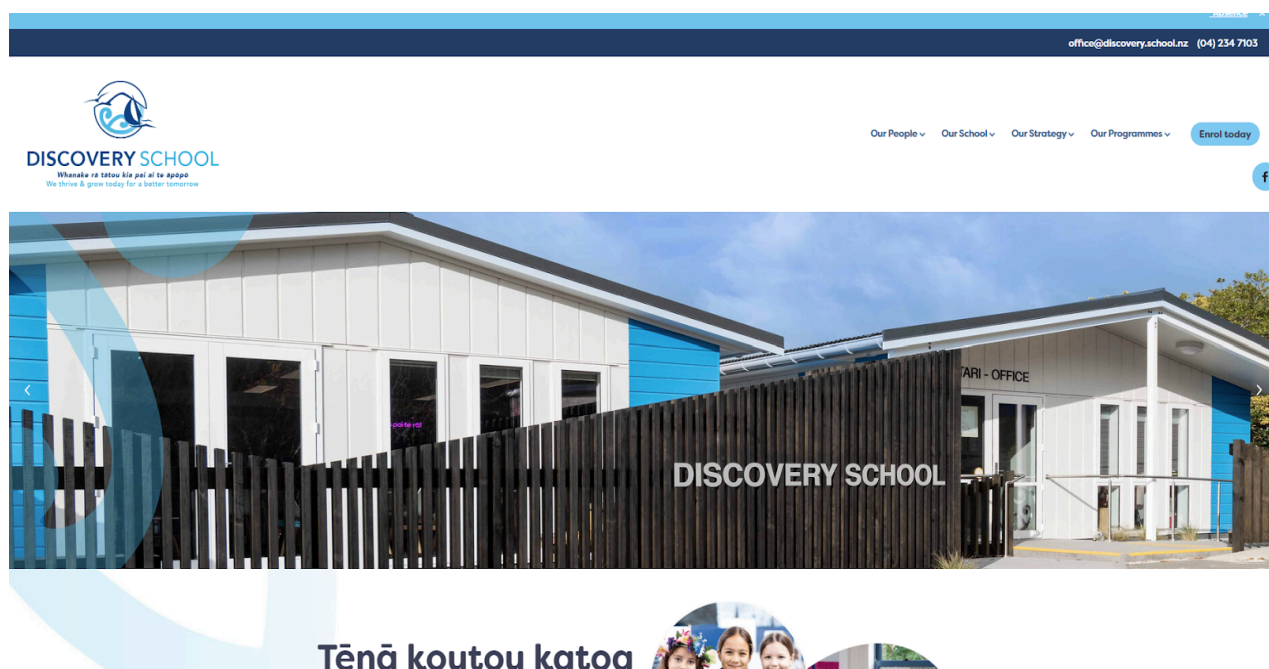 office@discovery.school.nz (04) 234 7103
Our People Our School Our Strategy Our Programmes Enrol today
DISCOVERY SCHOOL
Whanake rā tātou kia pai ai te āpōpō
We thrive & grow today for a better tomorrow
f
TARI - OFFICE
DISCOVERY SCHOOL
Tēnā koutou katoa